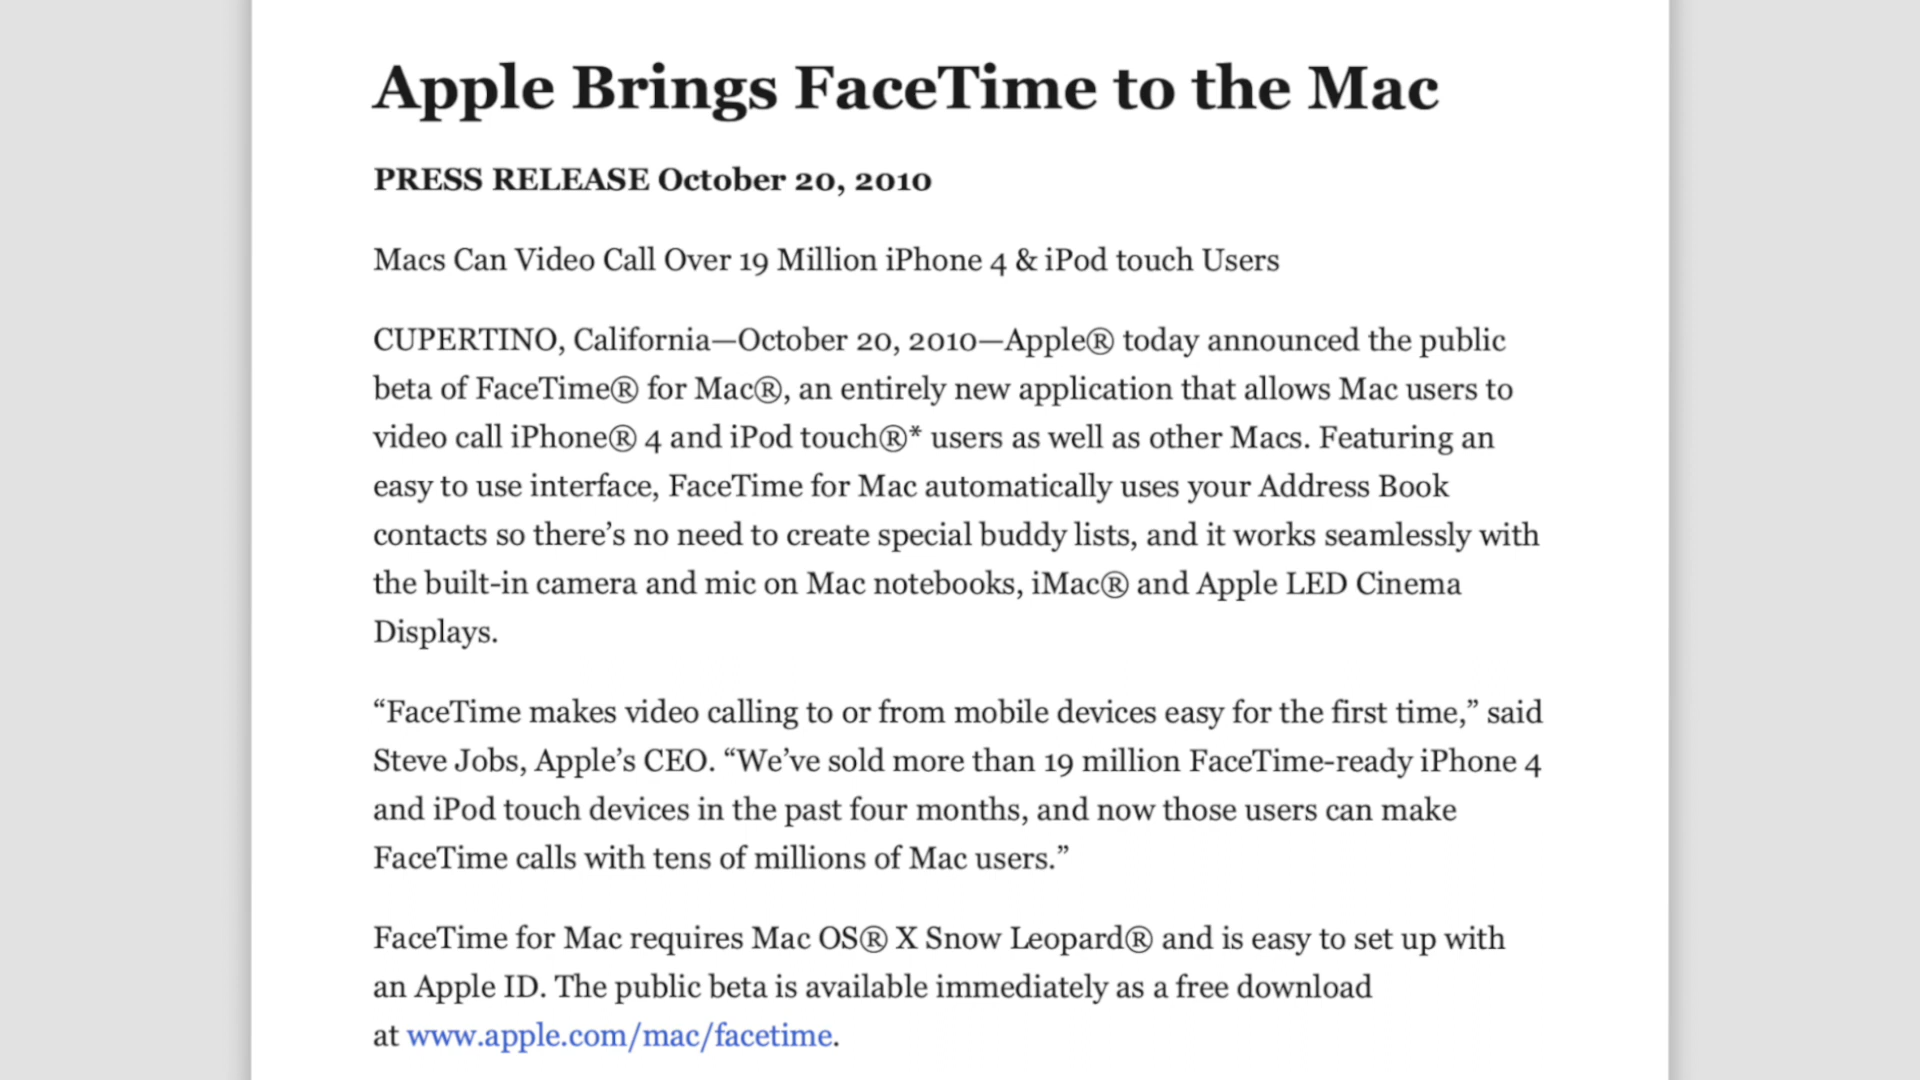 Apple Brings FaceTime to the Mac
PRESS RELEASE October 20, 2010
Macs Can Video Call Over 19 Million iPhone 4 & iPod touch Users
CUPERTINO, California—October 20, 2010—Apple® today announced the public
beta of FaceTime® for Mac®, an entirely new application that allows Mac users to
video call iPhone® 4 and iPod touch®* users as well as other Macs. Featuring an
easy to use interface, FaceTime for Mac automatically uses your Address Book
contacts so there’s no need to create special buddy lists, and it works seamlessly with
the built-in camera and mic on Mac notebooks, iMac® and Apple LED Cinema
Displays.
“FaceTime makes video calling to or from mobile devices easy for the first time,” said
Steve Jobs, Apple’s CEO. “We’ve sold more than 19 million FaceTime-ready iPhone 4
and iPod touch devices in the past four months, and now those users can make
FaceTime calls with tens of millions of Mac users.”
FaceTime for Mac requires Mac OS® X Snow Leopard® and is easy to set up with
an Apple ID. The public beta is available immediately as a free download
at www.apple.com/mac/facetime.